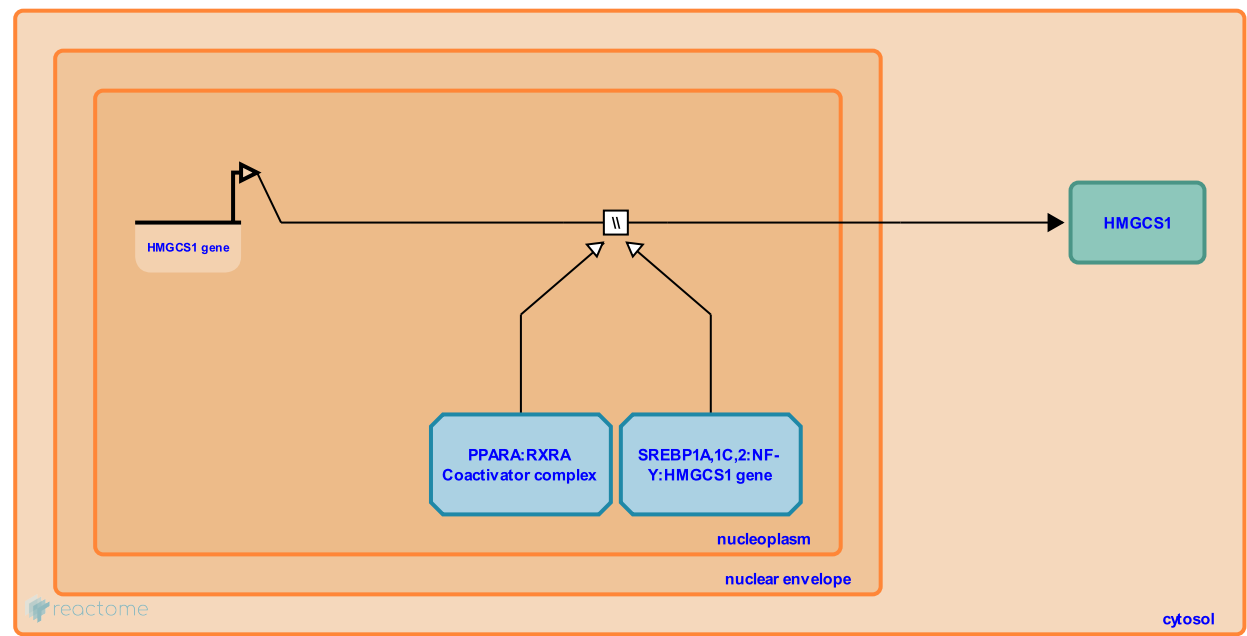 HMGCS1 gene
\\
HMGCS1
PPARA:RXRA
Coactivator complex
SREBP1A,1C,2:NF-
Y:HMGCS1 gene
nucleoplasm
nuclear envelope
reactome
cytosol